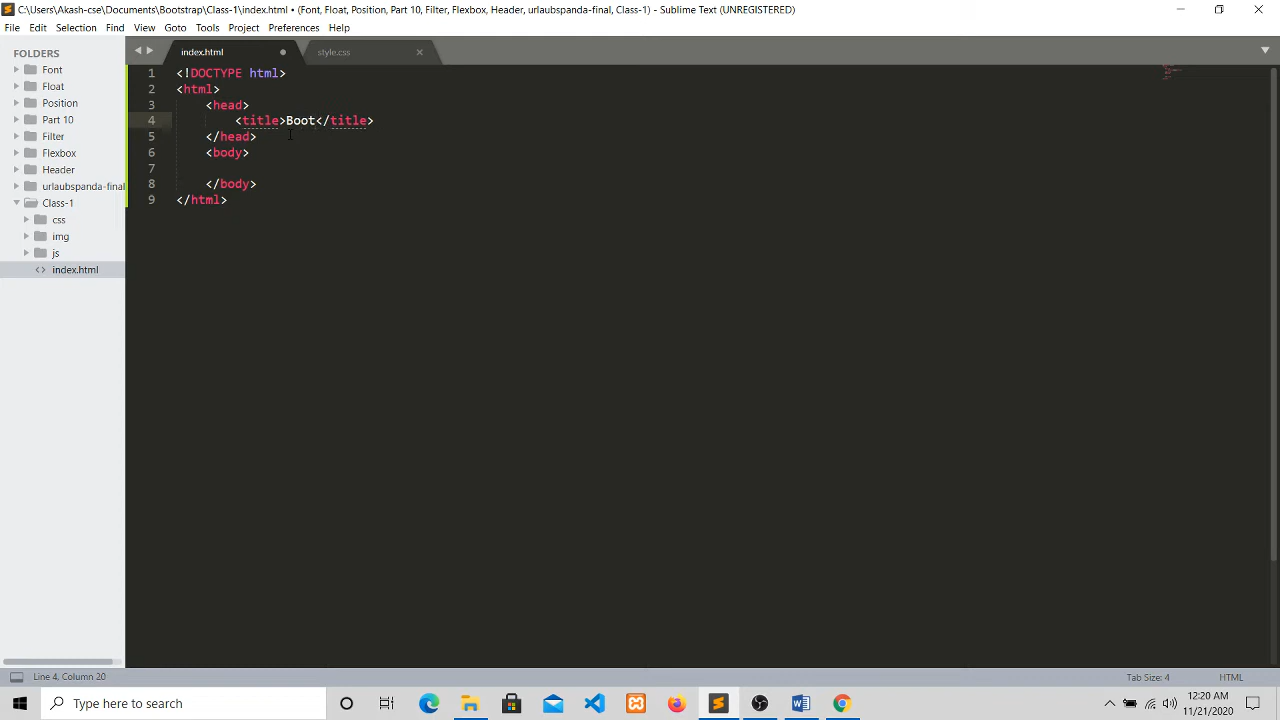 C:\Users\Akash-cse\Documents\Bootstrap\Class-1\index.html • (Font, Float, Position, Part 10, Filter, Flexbox, Header, urlaubspanda-final, Class-1) - Sublime Text (UNREGISTERED)
File Edit Selection Find View Goto Tools Project Preferences Help
FOLDERS
Font
Float
Position
Part 10
Filter
Flexbox
Header
urlaubspanda-final
Class-1
css
img
js
<> index.html
index.html
style.css
1 <!DOCTYPE html>
2 <html>
3 <head>
4 <title>Boot</title>
5 </head>
6 <body>
7
8 </body>
9 </html>
Line 4, Column 20
Tab Size: 4
HTML
Type here to search
12:20 AM
11/21/2020